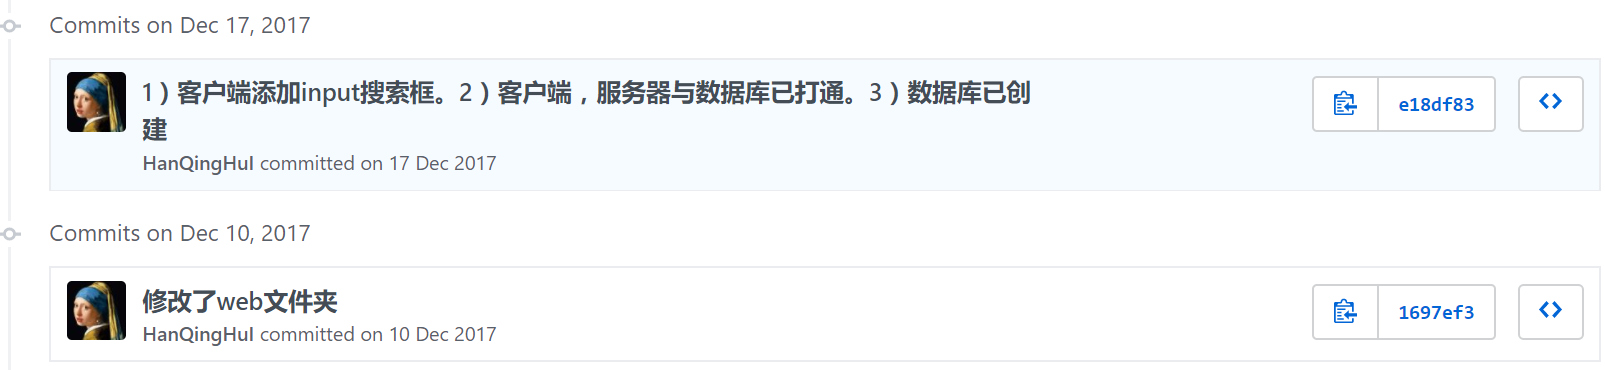 Commits on Dec 17, 2017
1）客户端添加input搜索框。2）客户端，服务器与数据库已打通。3）数据库已创
建
e18df83
HanQingHul committed on 17 Dec 2017
Commits on Dec 10, 2017
修改了web文件夹
1697ef3
HanQingHul committed on 10 Dec 2017